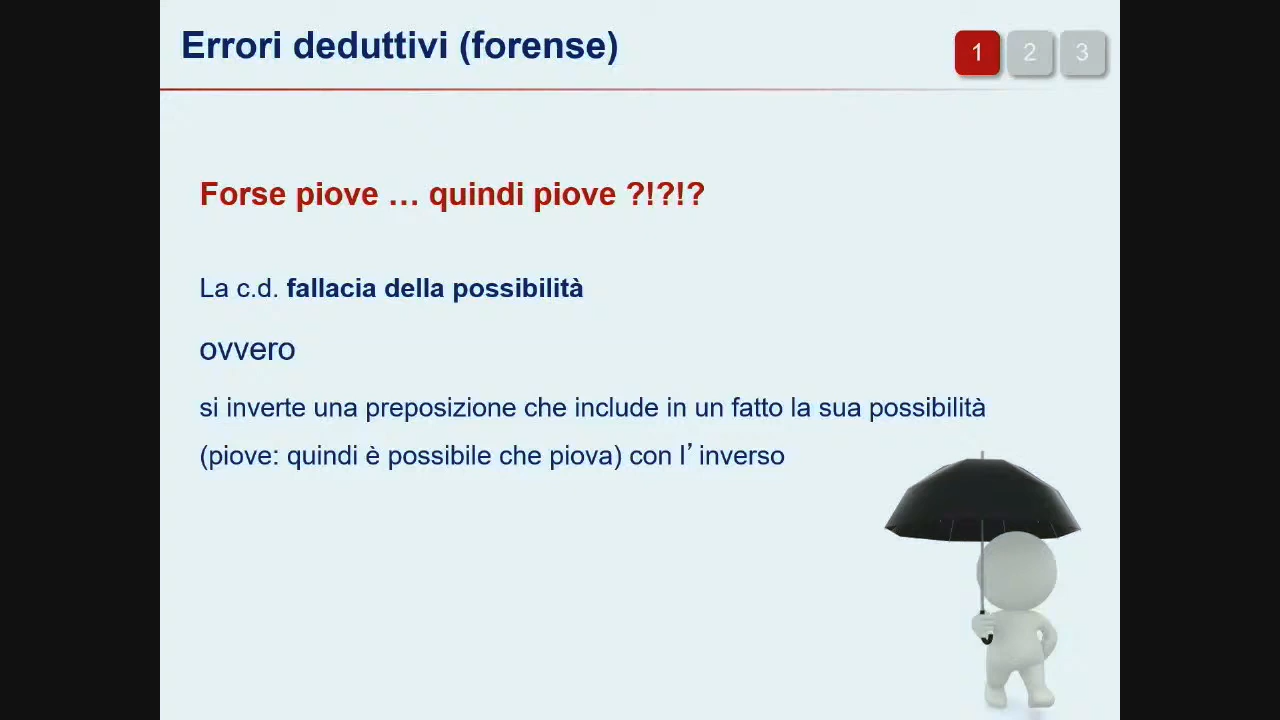 Errori deduttivi (forense)
1 2 3
Forse piove … quindi piove ?!?!?
La c.d. fallacia della possibilità
ovvero
si inverte una preposizione che include in un fatto la sua possibilità
(piove: quindi è possibile che piova) con l’inverso